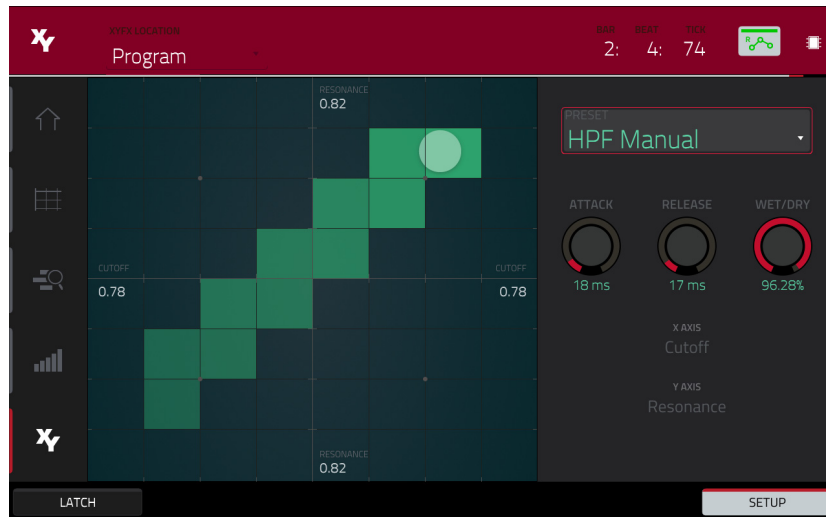 XY
XYFX LOCATION
Program
BAR BEAT TICK
2: 4: 74
R
RESONANCE
0.82
CUTOFF
0.78
CUTOFF
0.78
RESONANCE
0.82
PRESET
HPF Manual
ATTACK RELEASE WET/DRY
18 ms 17 ms 96.28%
X AXIS
Cutoff
Y AXIS
Resonance
XY
LATCH
SETUP